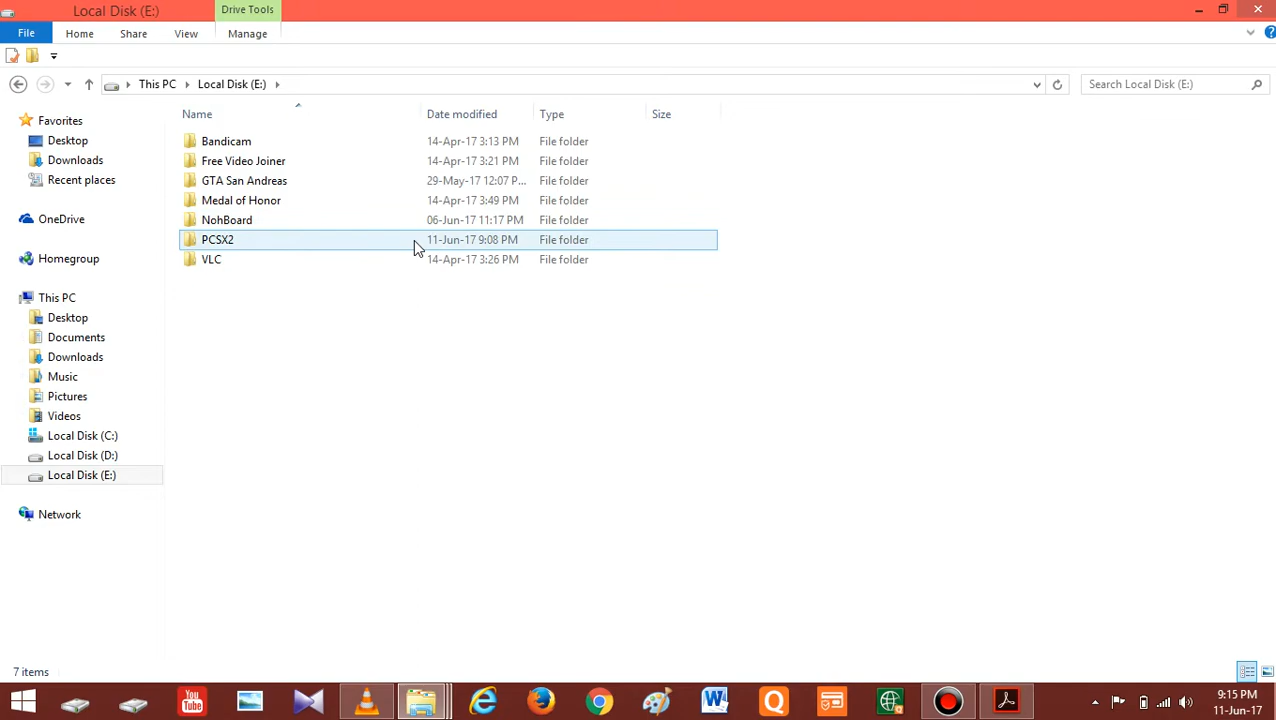 Local Disk (E:)
Drive Tools
File
Home
Share
View
Manage
This PC
Local Disk (E:)
Search Local Disk (E:)
Name
Date modified
Type
Size
Bandicam 14-Apr-17 3:13 PM File folder
Free Video Joiner 14-Apr-17 3:21 PM File folder
GTA San Andreas 29-May-17 12:07 P... File folder
Medal of Honor 14-Apr-17 3:49 PM File folder
NohBoard 06-Jun-17 11:17 PM File folder
PCSX2 11-Jun-17 9:08 PM File folder
VLC 14-Apr-17 3:26 PM File folder
Favorites
Desktop
Downloads
Recent places
OneDrive
Homegroup
This PC
Desktop
Documents
Downloads
Music
Pictures
Videos
Local Disk (C:)
Local Disk (D:)
Local Disk (E:)
Network
7 items
You
Tube
W
Q
9:15 PM
11-Jun-17